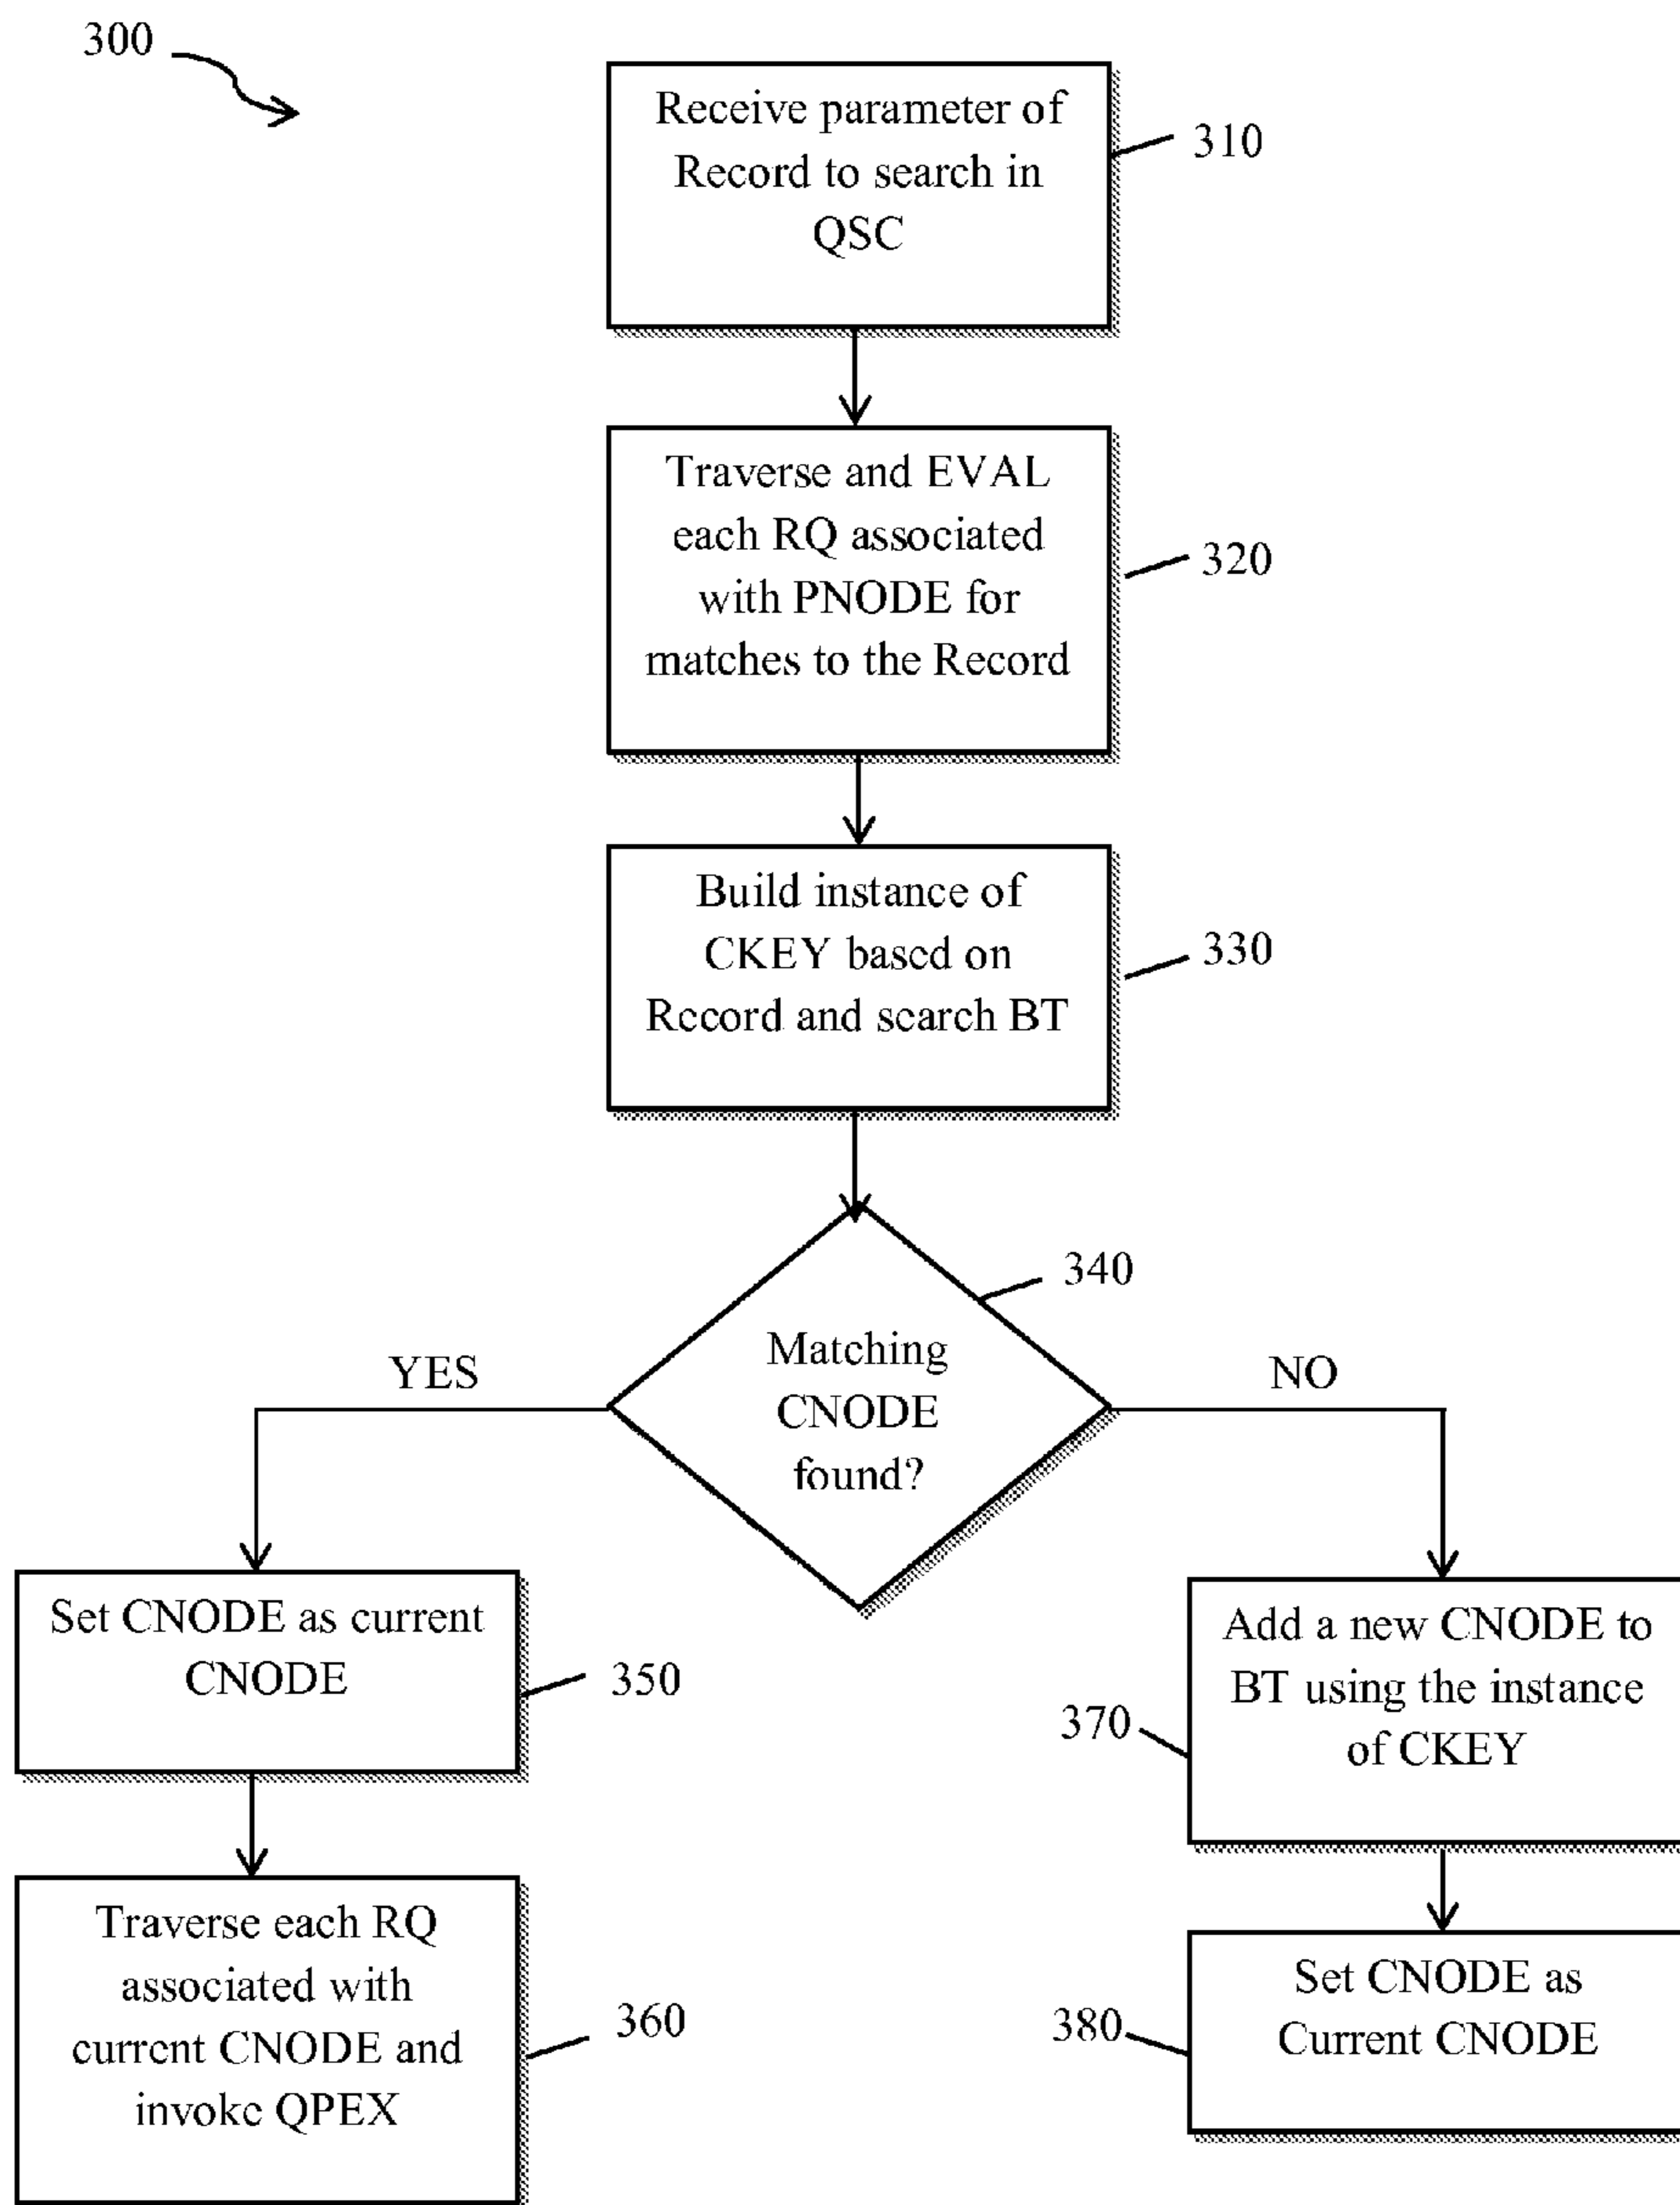 300
Receive parameter of
Record to search in
QSC
310
Traverse and EVAL
each RQ associated
with PNODE for
matches to the Record
320
Build instance of
CKEY based on
Record and search BT
330
Matching
CNODE
found?
340
YES
NO
Set CNODE as current
CNODE
350
Traverse each RQ
associated with
current CNODE and
invoke QPEX
360
Add a new CNODE to
BT using the instance
of CKEY
370
Set CNODE as
Current CNODE
380